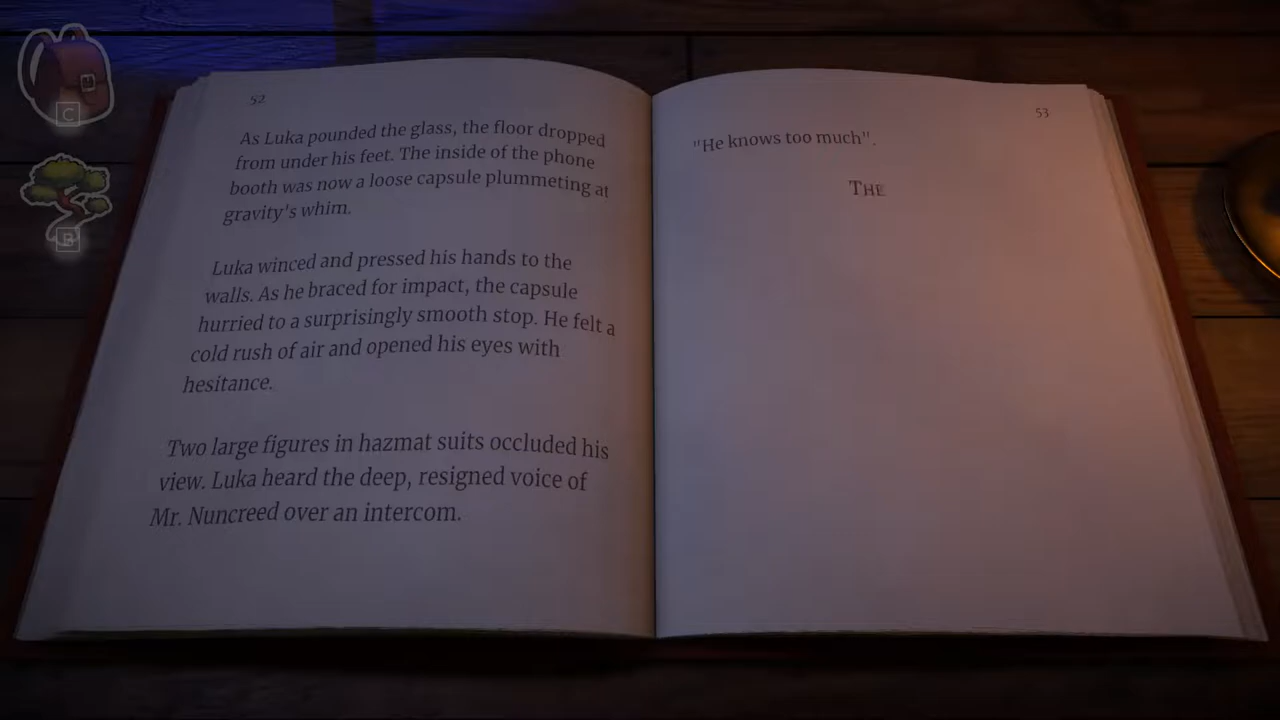 C
B
52
As Luka pounded the glass, the floor dropped
from under his feet. The inside of the phone
booth was now a loose capsule plummeting at
gravity's whim.
Luka winced and pressed his hands to the
walls. As he braced for impact, the capsule
hurried to a surprisingly smooth stop. He felt a
cold rush of air and opened his eyes with
hesitance.
Two large figures in hazmat suits occluded his
view. Luka heard the deep, resigned voice of
Mr. Nuncreed over an intercom.
53
"He knows too much".
THE